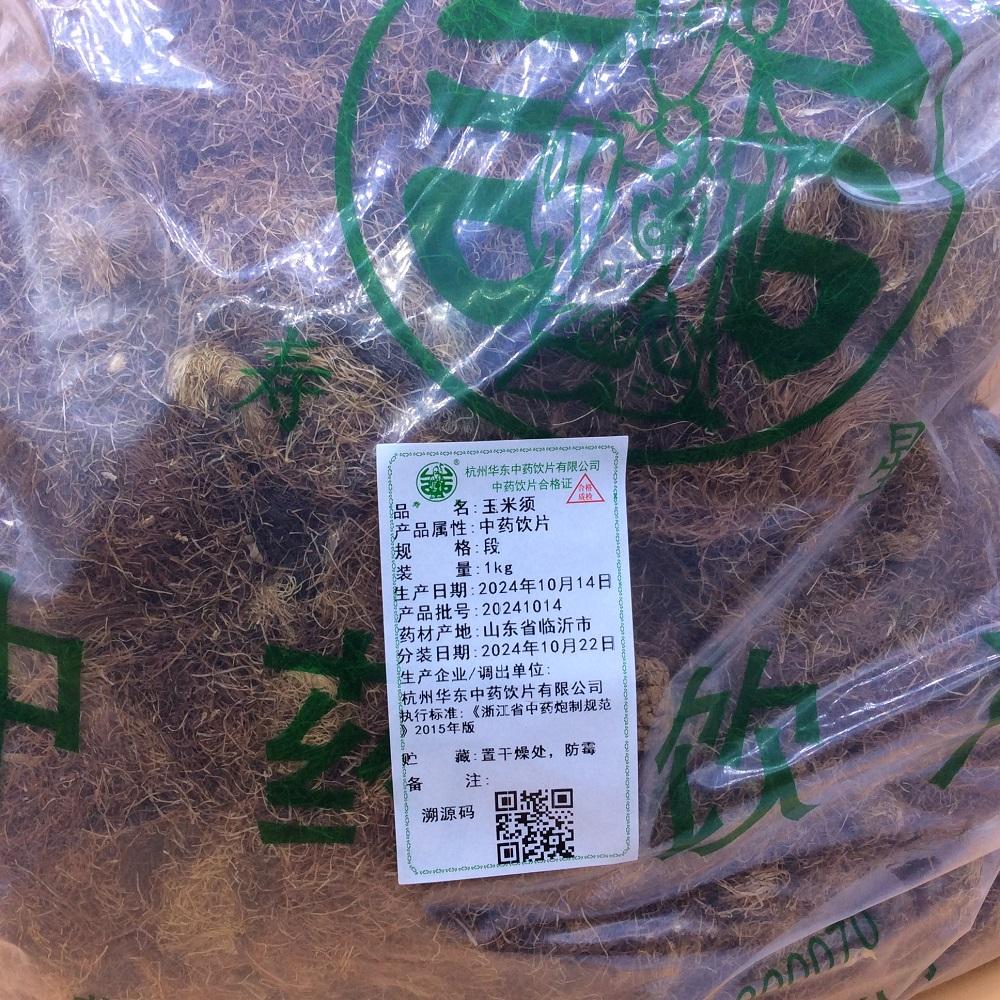 寿
星
杭州华东中药饮片有限公司
中药饮片合格证
合格
质检
品 名:玉米须
产品属性:中药饮片
规 格:段
装 量:1kg
生产日期:2024年10月14日
产品批号:20241014
药材产地:山东省临沂市
分装日期:2024年10月22日
生产企业/调出单位:
杭州华东中药饮片有限公司
执行标准:《浙江省中药炮制规范
》2015年版
贮 藏:置干燥处，防霉
备 注:
溯源码
中药饮